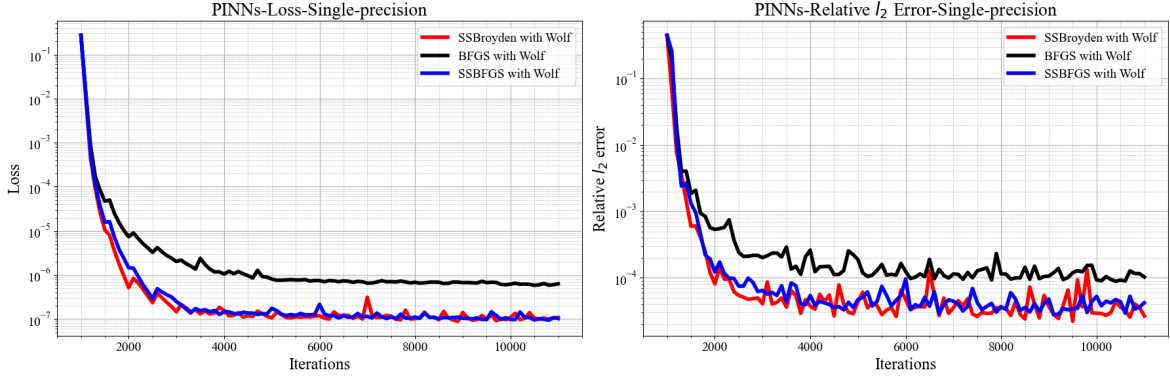 PINNs-Loss-Single-precision
SSBroyden with Wolf
BFGS with Wolf
SSBFGS with Wolf
Loss
10⁻¹
10⁻²
10⁻³
10⁻⁴
10⁻⁵
10⁻⁶
10⁻⁷
2000 4000 6000 8000 10000
Iterations
PINNs-Relative l₂ Error-Single-precision
SSBroyden with Wolf
BFGS with Wolf
SSBFGS with Wolf
Relative l₂ error
10⁻¹
10⁻²
10⁻³
10⁻⁴
2000 4000 6000 8000 10000
Iterations